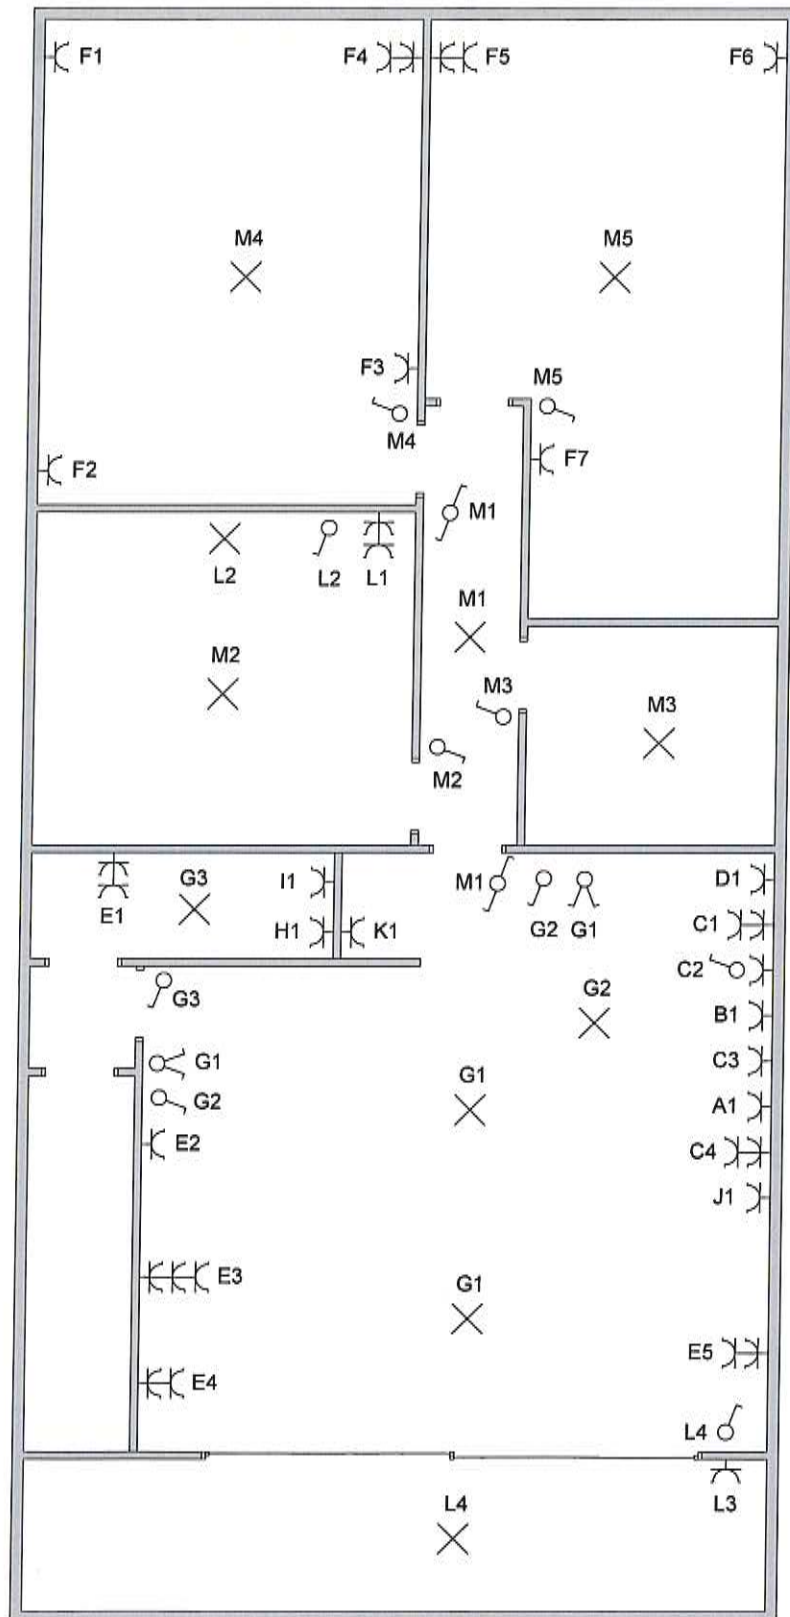 F1 F4 F5 F6
M4 M5
F3
M5
M4
F2 F7
M1
L2 L2 L1
M1
M2 M3 M3
M2
E1 G3 I1 M1 G2 G1 D1
H1 K1 C1
C2
G3 G2 B1
G1 C3
G2 G1 A1
E2 C4
J1
E3 G1
E5
E4
L4
L3
L4